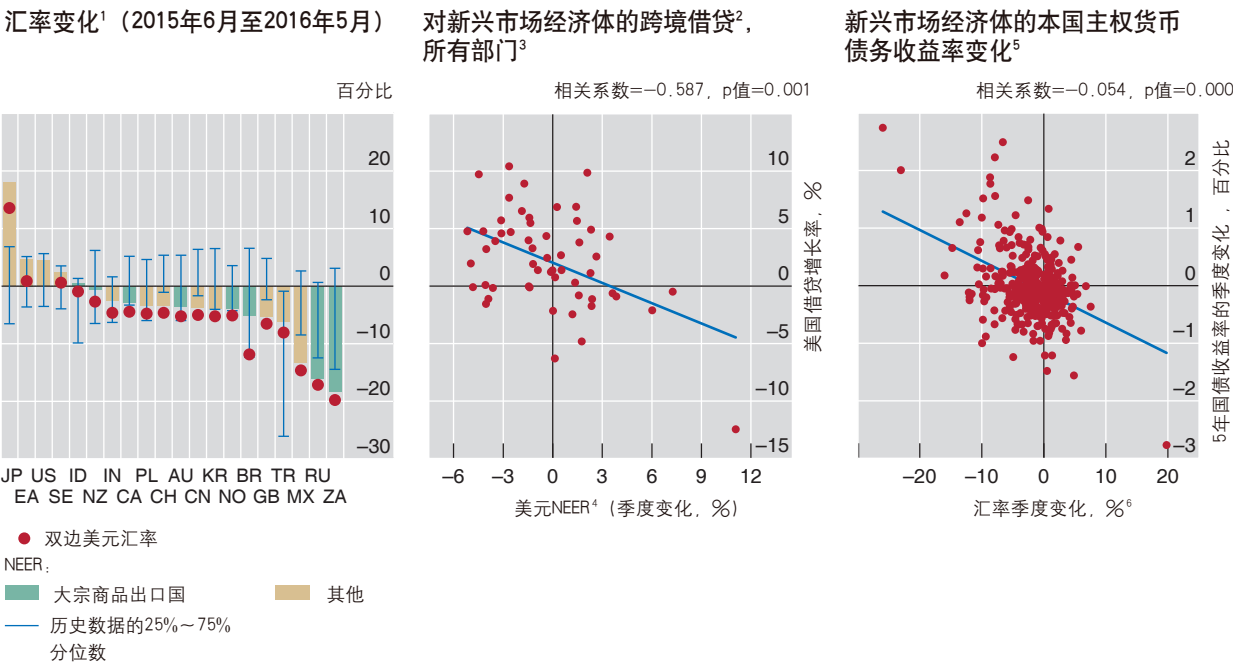 汇率变化¹（2015年6月至2016年5月）
百分比
20
10
0
−10
−20
−30
JP US ID IN PL AU KR BR TR RU
EA SE NZ CA CH CN NO GB MX ZA
双边美元汇率
NEER：
大宗商品出口国
其他
历史数据的25%～75%
分位数
对新兴市场经济体的跨境借贷²，
所有部门³
相关系数=−0.587，p值=0.001
10
5
0
−5
−10
−15
美国借贷增长率，%
−6 −3 0 3 6 9 12
美元NEER⁴（季度变化，%）
新兴市场经济体的本国主权货币
债务收益率变化⁵
相关系数=−0.054，p值=0.000
2
1
0
−1
−2
−3
5年国债收益率的季度变化，百分比
−20 −10 0 10 20
汇率季度变化，%⁶